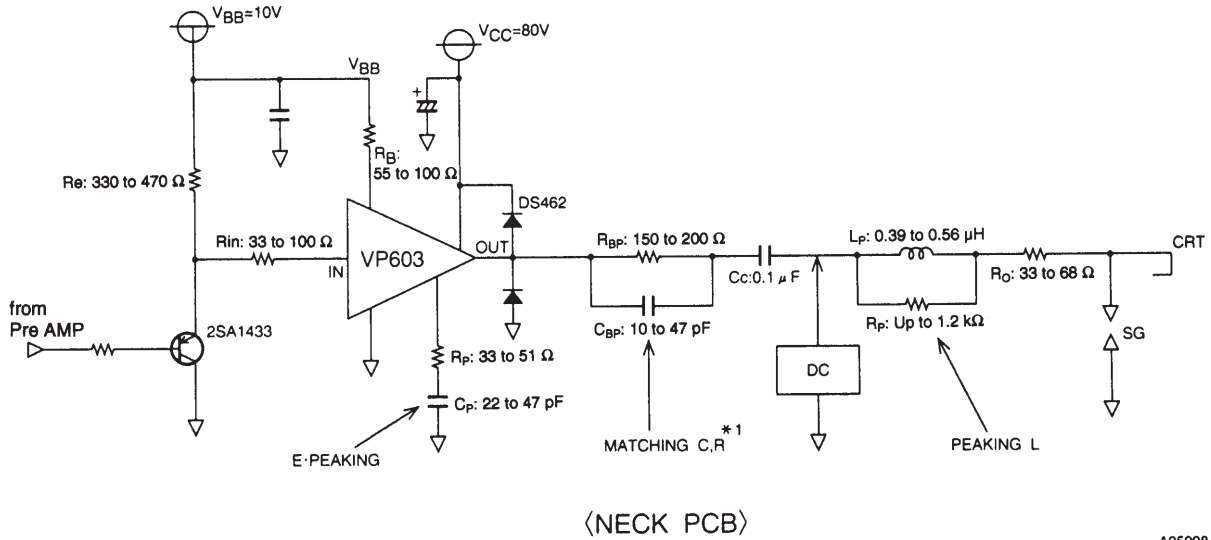 VBB=10V
VCC=80V
VBB
+
RB:
55 to 100 Ω
Re: 330 to 470 Ω
DS462
Rin: 33 to 100 Ω
IN
VP603
OUT
RBP: 150 to 200 Ω
CBP: 10 to 47 pF
Cc:0.1 μF
LP: 0.39 to 0.56 μH
RP: Up to 1.2 kΩ
RO: 33 to 68 Ω
CRT
SG
from
Pre AMP
2SA1433
RP: 33 to 51 Ω
CP: 22 to 47 pF
DC
E·PEAKING
MATCHING C,R*1
PEAKING L
〈NECK PCB〉